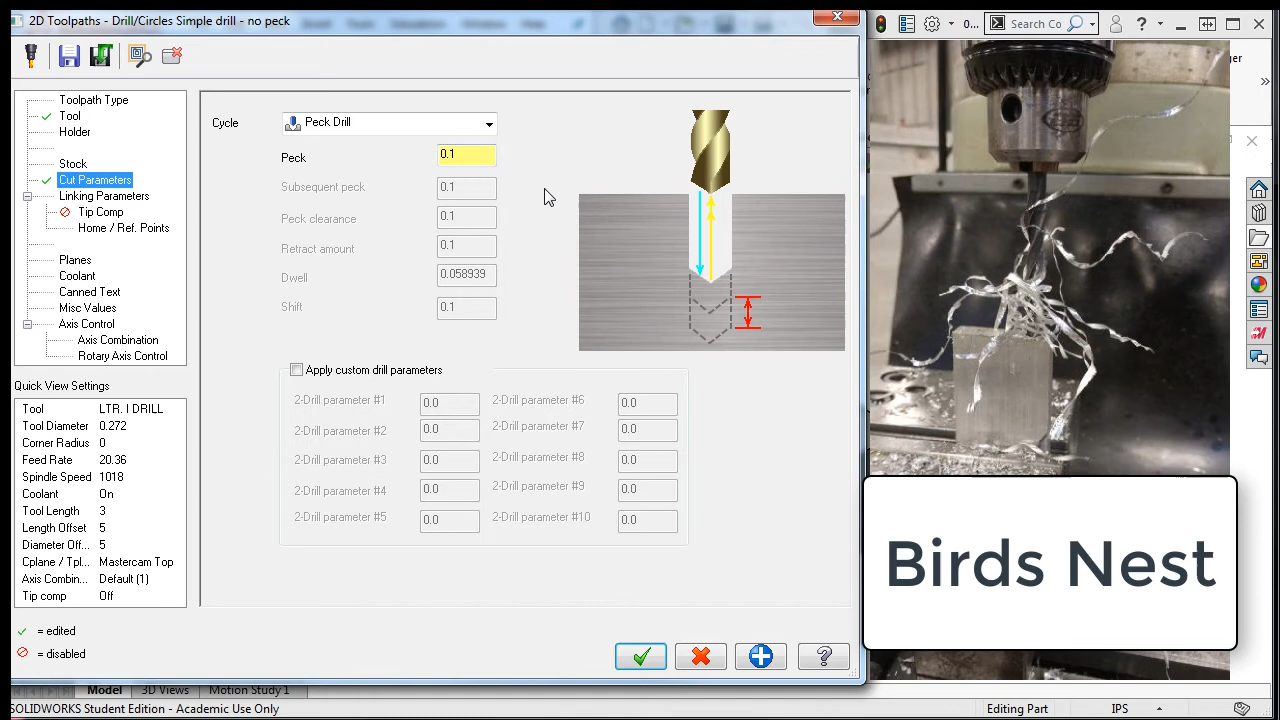 2D Toolpaths - Drill/Circles Simple drill - no peck
0...
Search Co
?
Toolpath Type
Tool
Holder
Stock
Cut Parameters
Linking Parameters
Tip Comp
Home / Ref. Points
Planes
Coolant
Canned Text
Misc Values
Axis Control
Axis Combination
Rotary Axis Control
Cycle
Peck Drill
Peck
0.1
Subsequent peck
0.1
Peck clearance
0.1
Retract amount
0.1
Dwell
0.058939
Shift
0.1
Apply custom drill parameters
2-Drill parameter #1
0.0
2-Drill parameter #6
0.0
2-Drill parameter #2
0.0
2-Drill parameter #7
0.0
2-Drill parameter #3
0.0
2-Drill parameter #8
0.0
2-Drill parameter #4
0.0
2-Drill parameter #9
0.0
2-Drill parameter #5
0.0
2-Drill parameter #10
0.0
Quick View Settings
Tool LTR. I DRILL
Tool Diameter 0.272
Corner Radius 0
Feed Rate 20.36
Spindle Speed 1018
Coolant On
Tool Length 3
Length Offset 5
Diameter Off... 5
Cplane / Tpl... Mastercam Top
Axis Combin... Default (1)
Tip comp Off
= edited
= disabled
?
Birds Nest
Model
3D Views
Motion Study 1
SOLIDWORKS Student Edition - Academic Use Only
Editing Part
IPS